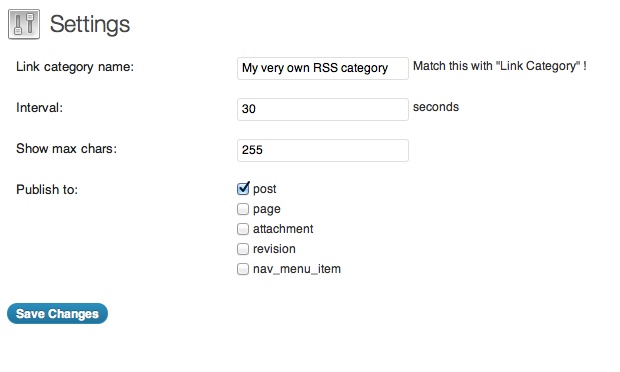 Settings
Link category name: My very own RSS category Match this with "Link Category" !
Interval: 30 seconds
Show max chars: 255
Publish to: post
page
attachment
revision
nav_menu_item
Save Changes